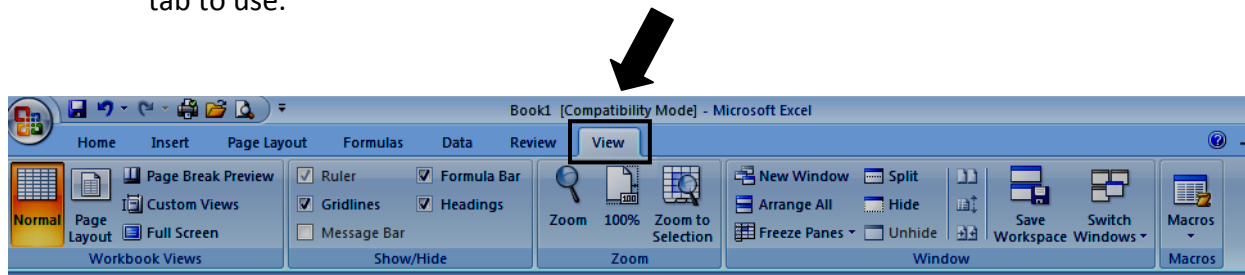 tab to use.
Book1 [Compatibility Mode] - Microsoft Excel
Home Insert Page Layout Formulas Data Review View
Normal
Page Layout
Page Break Preview
Custom Views
Full Screen
Workbook Views
Ruler Formula Bar
Gridlines Headings
Message Bar
Show/Hide
Zoom
100%
Zoom to
Selection
Zoom
New Window Split
Arrange All Hide
Freeze Panes Unhide
Save
Workspace
Switch
Windows
Window
Macros
Macros